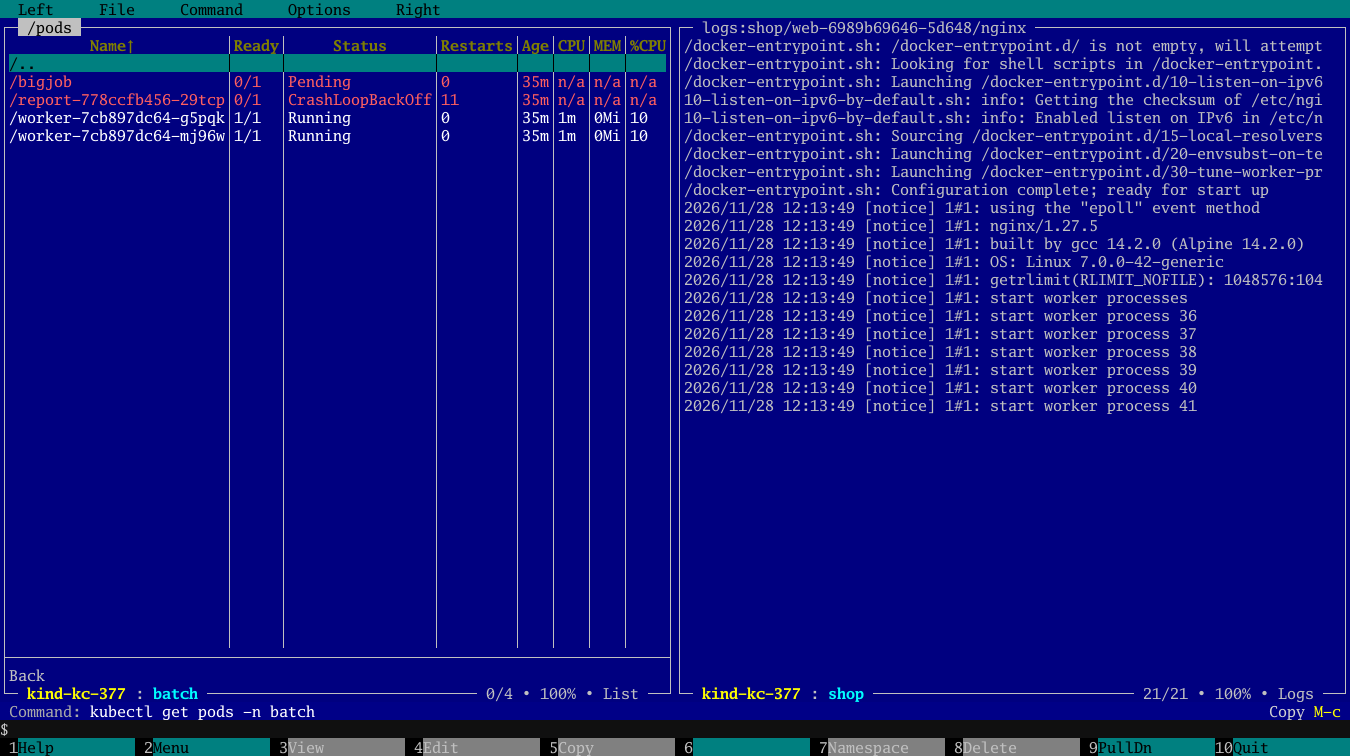 Left File Command Options Right
/pods
Name↑ Ready Status Restarts Age CPU MEM %CPU
/..
/bigjob 0/1 Pending 0 35m n/a n/a n/a
/report-778ccfb456-29tcp 0/1 CrashLoopBackOff 11 35m n/a n/a n/a
/worker-7cb897dc64-g5pqk 1/1 Running 0 35m 1m 0Mi 10
/worker-7cb897dc64-mj96w 1/1 Running 0 35m 1m 0Mi 10
Back
kind-kc-377 : batch 0/4 • 100% • List
logs:shop/web-6989b69646-5d648/nginx
/docker-entrypoint.sh: /docker-entrypoint.d/ is not empty, will attempt
/docker-entrypoint.sh: Looking for shell scripts in /docker-entrypoint.
/docker-entrypoint.sh: Launching /docker-entrypoint.d/10-listen-on-ipv6
10-listen-on-ipv6-by-default.sh: info: Getting the checksum of /etc/ngi
10-listen-on-ipv6-by-default.sh: info: Enabled listen on IPv6 in /etc/n
/docker-entrypoint.sh: Sourcing /docker-entrypoint.d/15-local-resolvers
/docker-entrypoint.sh: Launching /docker-entrypoint.d/20-envsubst-on-te
/docker-entrypoint.sh: Launching /docker-entrypoint.d/30-tune-worker-pr
/docker-entrypoint.sh: Configuration complete; ready for start up
2026/11/28 12:13:49 [notice] 1#1: using the "epoll" event method
2026/11/28 12:13:49 [notice] 1#1: nginx/1.27.5
2026/11/28 12:13:49 [notice] 1#1: built by gcc 14.2.0 (Alpine 14.2.0)
2026/11/28 12:13:49 [notice] 1#1: OS: Linux 7.0.0-42-generic
2026/11/28 12:13:49 [notice] 1#1: getrlimit(RLIMIT_NOFILE): 1048576:104
2026/11/28 12:13:49 [notice] 1#1: start worker processes
2026/11/28 12:13:49 [notice] 1#1: start worker process 36
2026/11/28 12:13:49 [notice] 1#1: start worker process 37
2026/11/28 12:13:49 [notice] 1#1: start worker process 38
2026/11/28 12:13:49 [notice] 1#1: start worker process 39
2026/11/28 12:13:49 [notice] 1#1: start worker process 40
2026/11/28 12:13:49 [notice] 1#1: start worker process 41
kind-kc-377 : shop 21/21 • 100% • Logs
Command: kubectl get pods -n batch Copy M-c
$
1Help 2Menu 3View 4Edit 5Copy 6 7Namespace 8Delete 9PullDn 10Quit